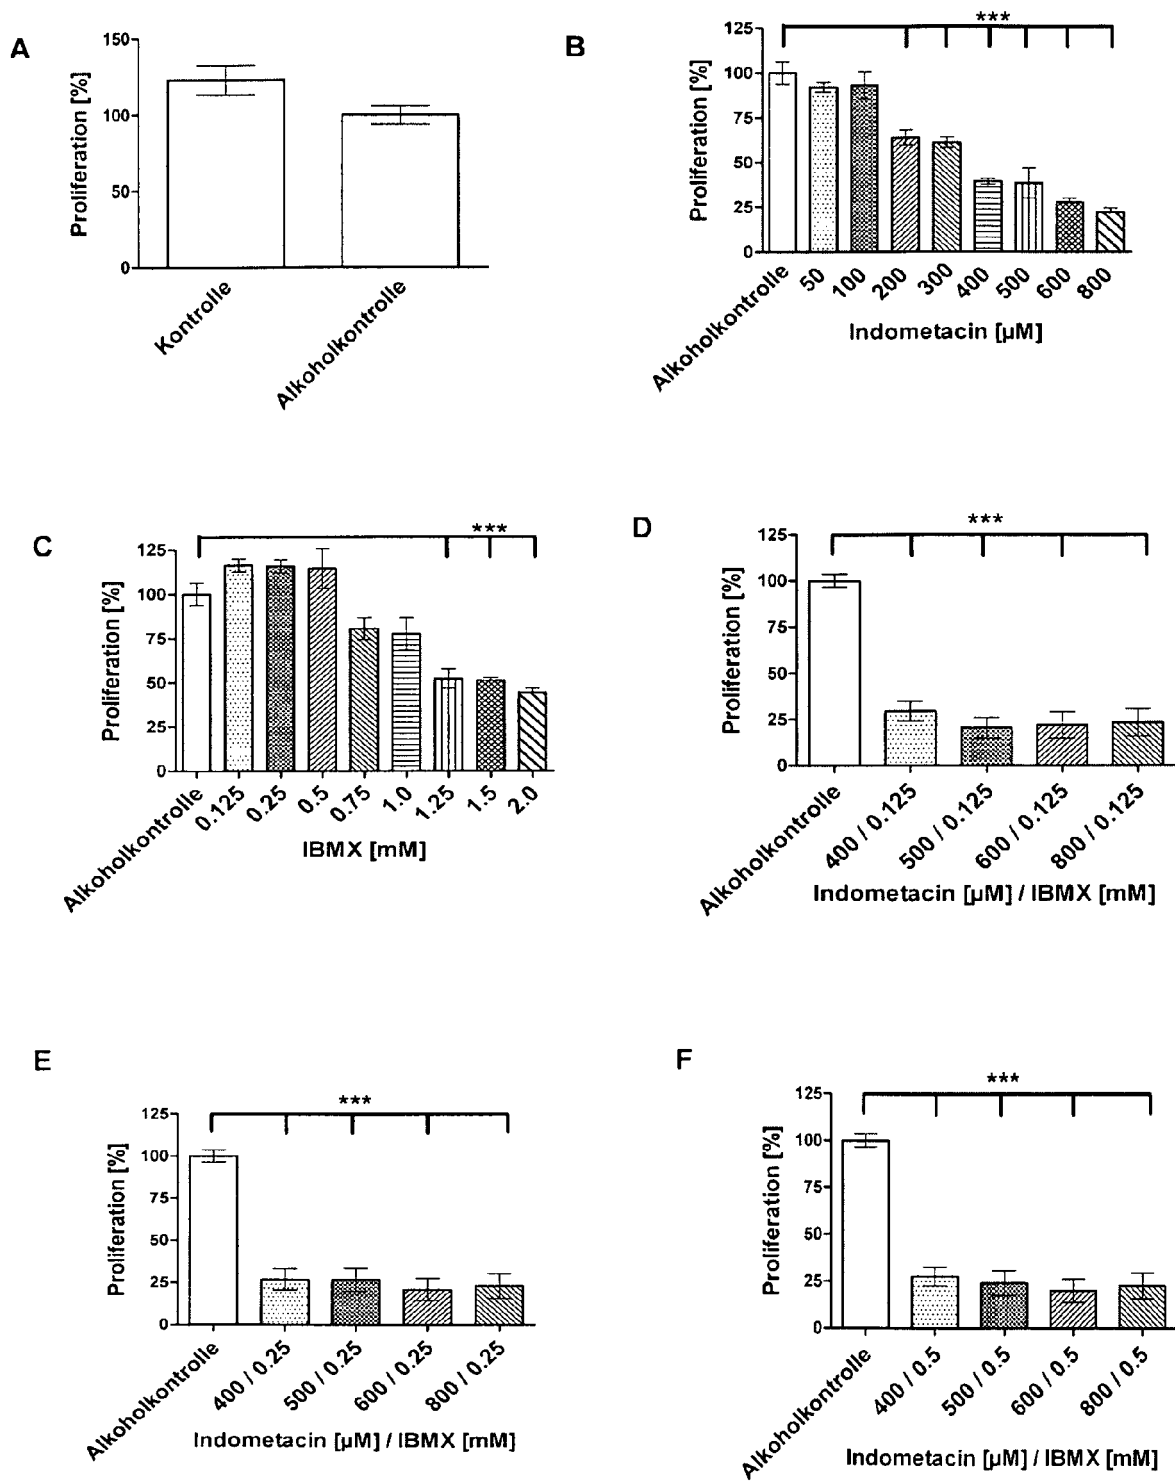 A
Proliferation [%]
150
100
50
0
Kontrolle
Alkoholkontrolle
B
Proliferation [%]
125
100
75
50
25
0
***
Alkoholkontrolle
50
100
200
300
400
500
600
800
Indometacin [µM]
C
Proliferation [%]
125
100
75
50
25
0
***
Alkoholkontrolle
0.125
0.25
0.5
0.75
1.0
1.25
1.5
2.0
IBMX [mM]
D
Proliferation [%]
125
100
75
50
25
0
***
Alkoholkontrolle
400 / 0.125
500 / 0.125
600 / 0.125
800 / 0.125
Indometacin [µM] / IBMX [mM]
E
Proliferation [%]
125
100
75
50
25
0
***
Alkoholkontrolle
400 / 0.25
500 / 0.25
600 / 0.25
800 / 0.25
Indometacin [µM] / IBMX [mM]
F
Proliferation [%]
125
100
75
50
25
0
***
Alkoholkontrolle
400 / 0.5
500 / 0.5
600 / 0.5
800 / 0.5
Indometacin [µM] / IBMX [mM]